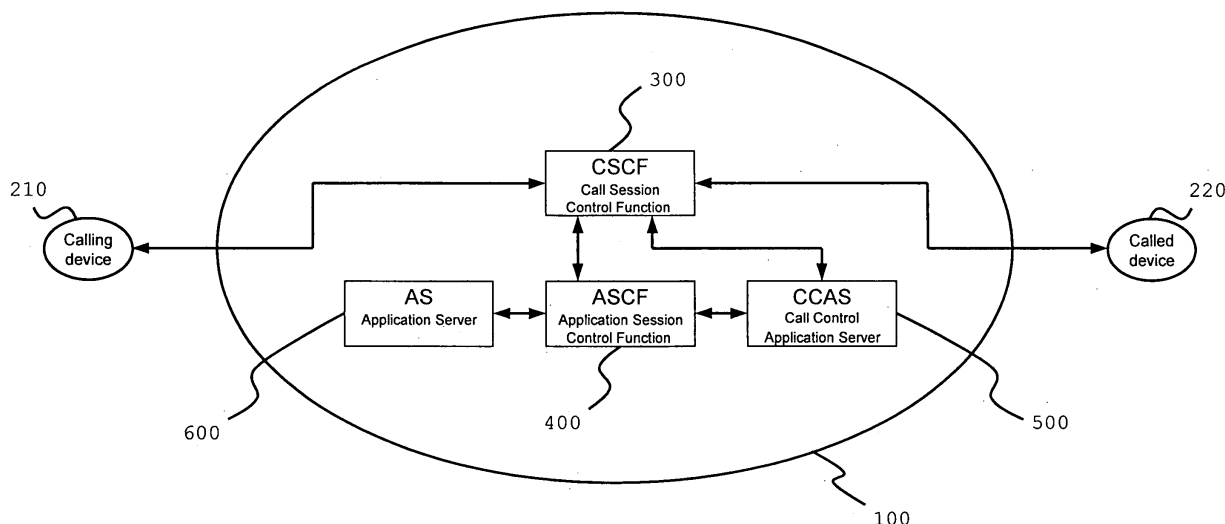 300
CSCF
Call Session
Control Function
210
220
Calling
device
Called
device
AS
Application Server
ASCF
Application Session
Control Function
CCAS
Call Control
Application Server
600
400
500
100